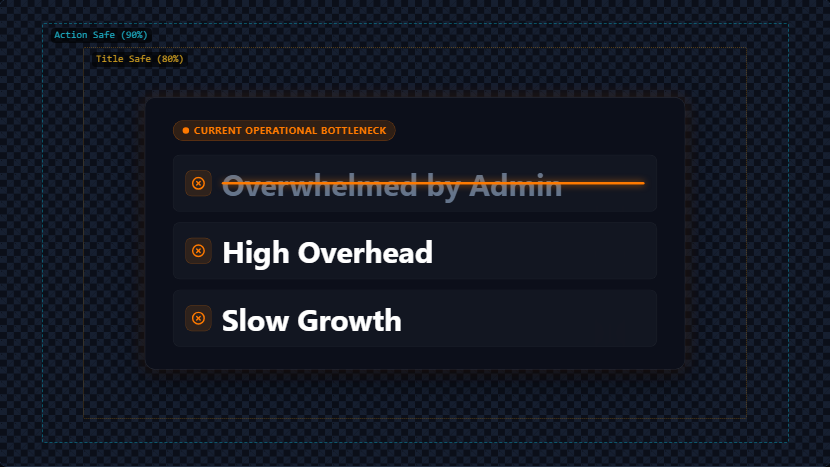 Action Safe (90%)
Title Safe (80%)
CURRENT OPERATIONAL BOTTLENECK
Overwhelmed by Admin
High Overhead
Slow Growth